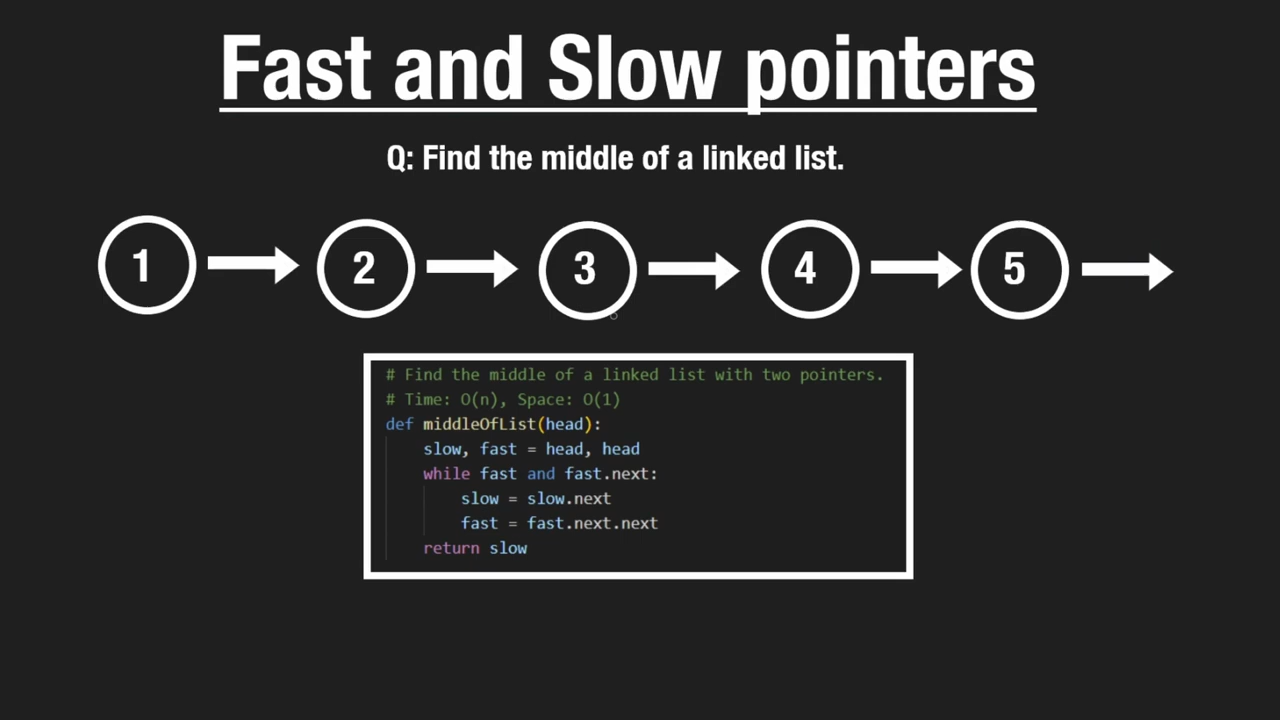 Fast and Slow pointers
Q: Find the middle of a linked list.
1 2 3 4 5
# Find the middle of a linked list with two pointers.
# Time: O(n), Space: O(1)
def middleOfList(head):
    slow, fast = head, head
    while fast and fast.next:
        slow = slow.next
        fast = fast.next.next
    return slow